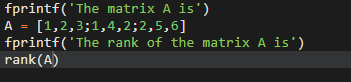 fprintf('The matrix A is')
A = [1,2,3;1,4,2;2,5,6]
fprintf('The rank of the matrix A is')
rank(A)